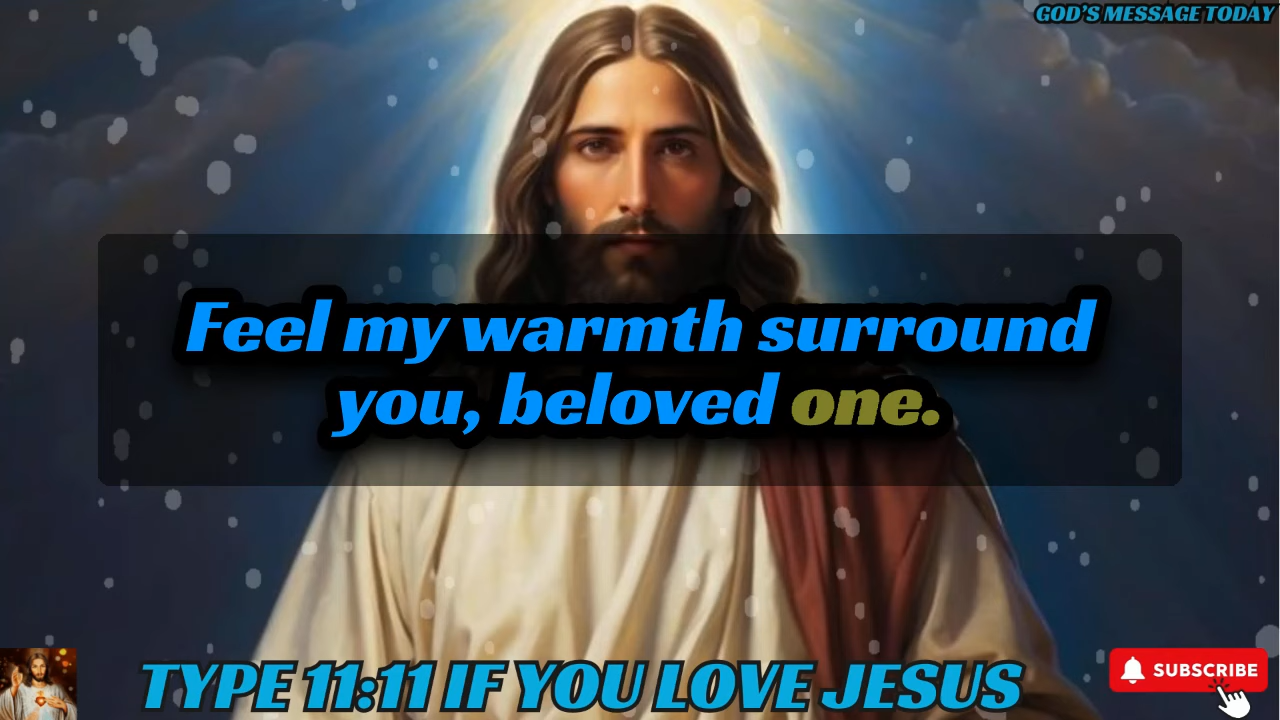 GOD'S MESSAGE TODAY
Feel my warmth surround
you, beloved one.
TYPE 11:11 IF YOU LOVE JESUS
SUBSCRIBE